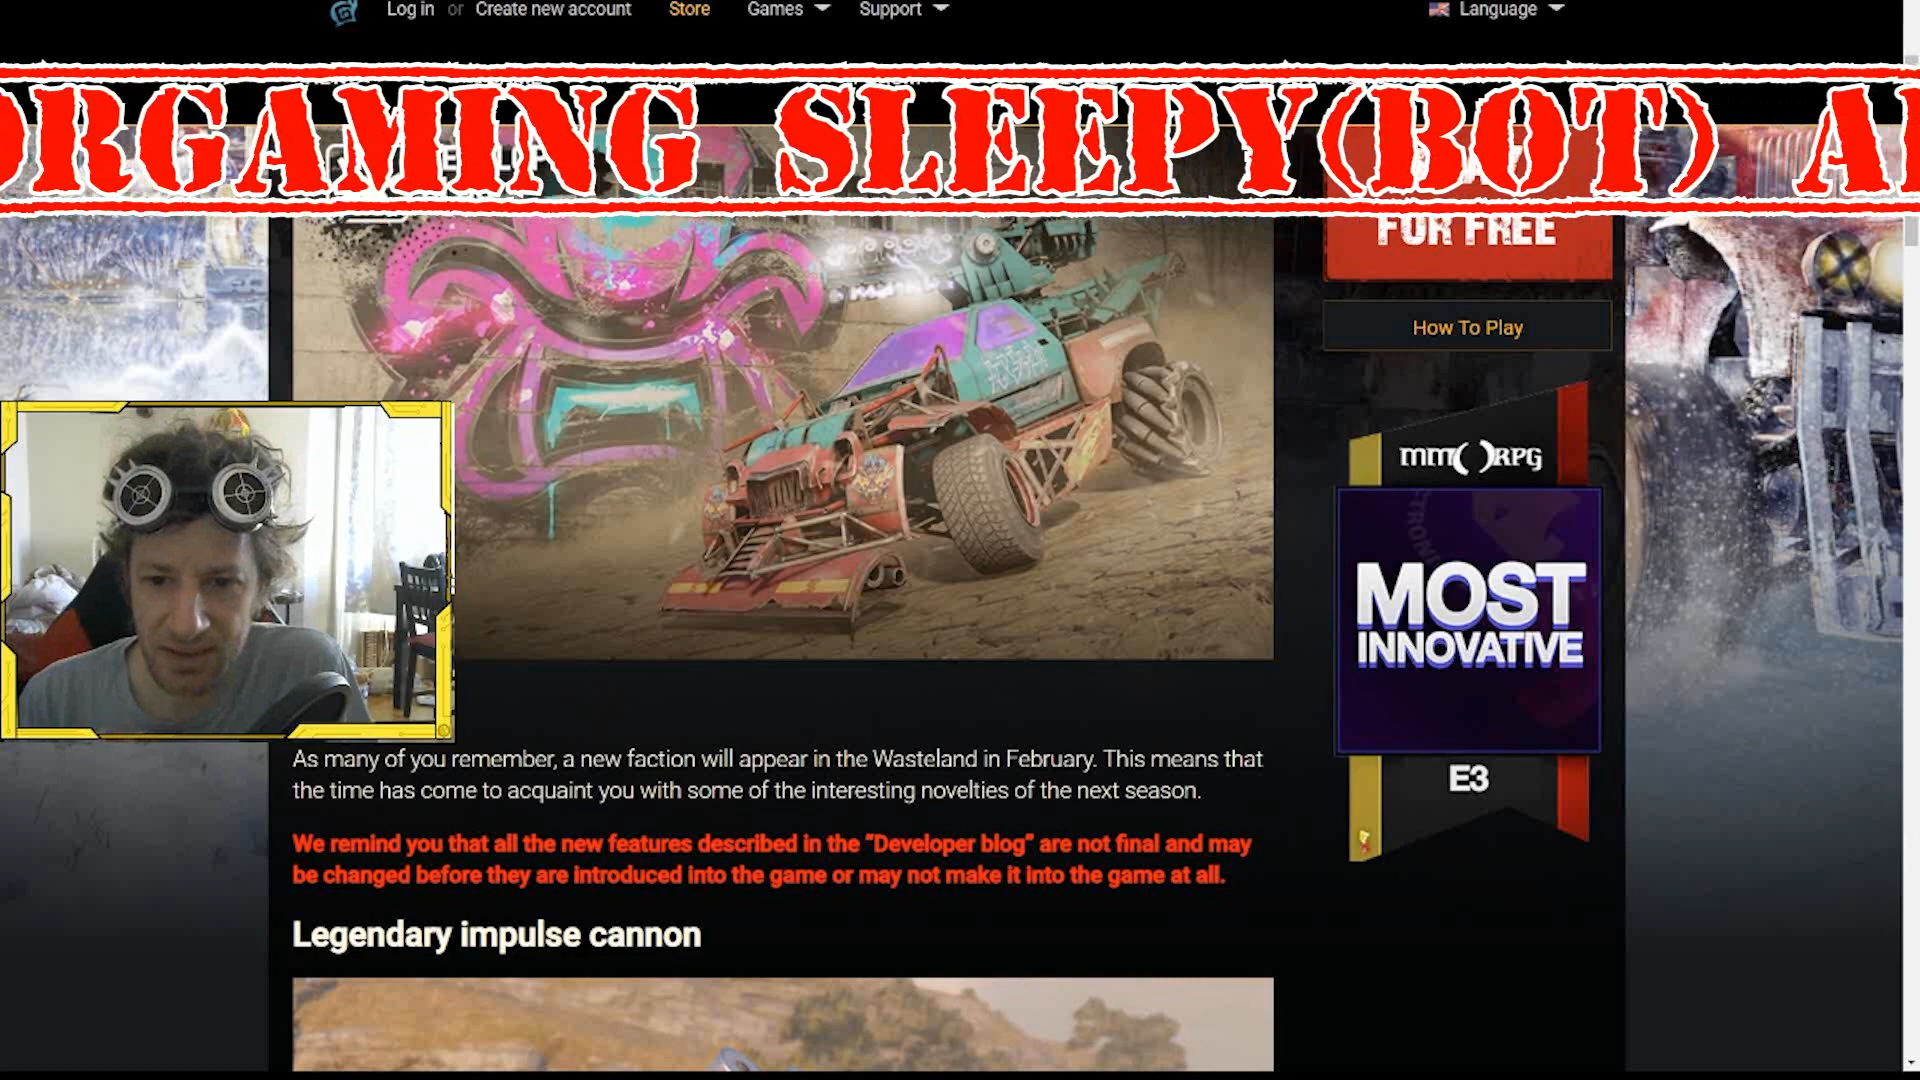 Log in or Create new account Store Games Support Language
ORGAMING SLEEPY(BOT) A
FOR FREE
How To Play
mmo RPG
MOST
INNOVATIVE
E3
As many of you remember, a new faction will appear in the Wasteland in February. This means that
the time has come to acquaint you with some of the interesting novelties of the next season.
We remind you that all the new features described in the “Developer blog” are not final and may
be changed before they are introduced into the game or may not make it into the game at all.
Legendary impulse cannon